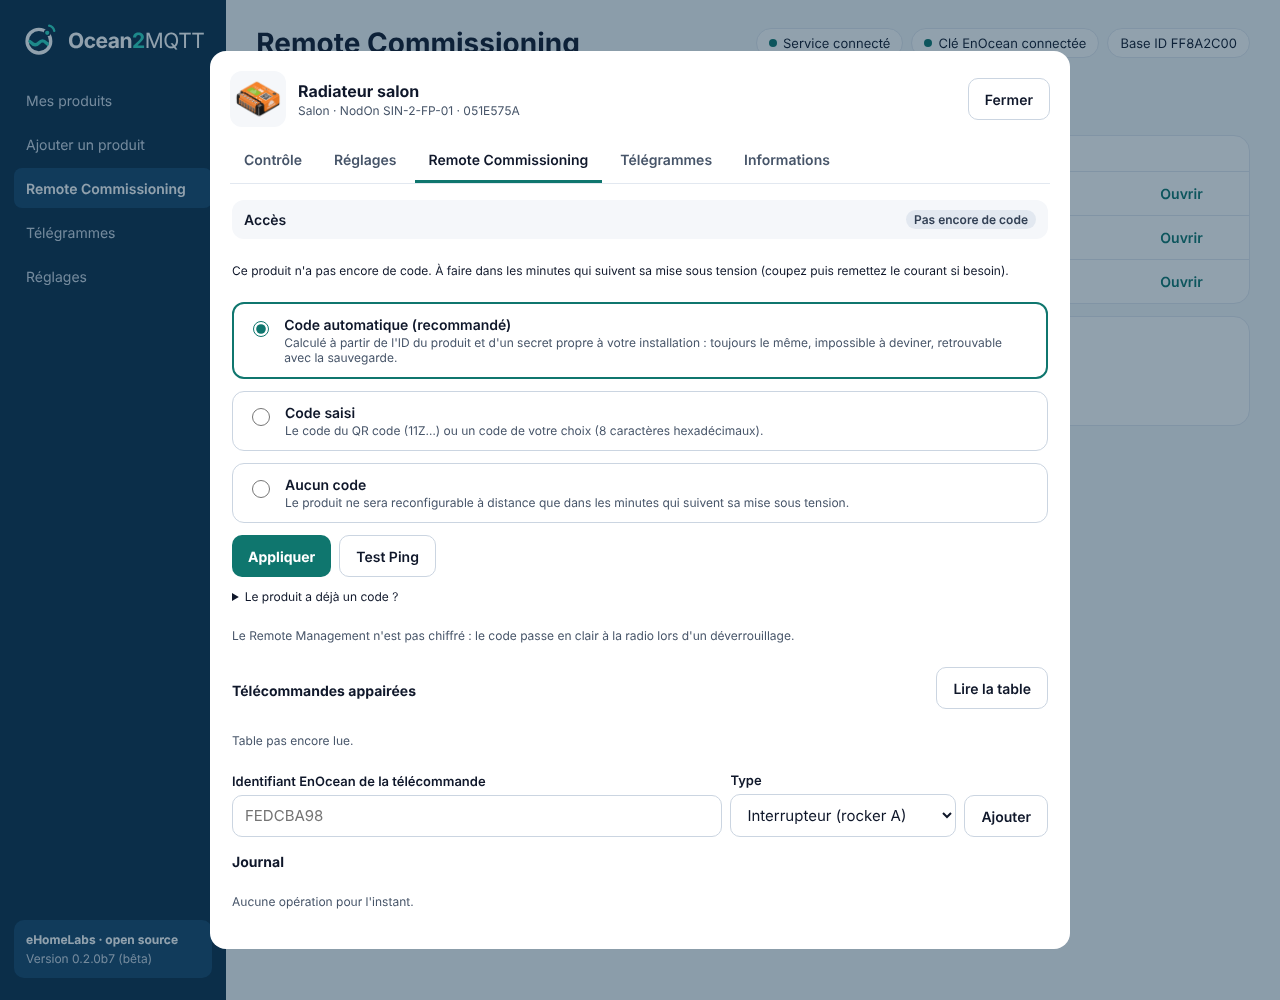 Ocean2MQTT
Mes produits
Ajouter un produit
Remote Commissioning
Télégrammes
Réglages
eHomeLabs · open source
Version 0.2.0b7 (bêta)
Remote Commissioning
Service connecté
Clé EnOcean connectée
Base ID FF8A2C00
Ouvrir
Ouvrir
Ouvrir
Radiateur salon
Salon · NodOn SIN-2-FP-01 · 051E575A
Fermer
Contrôle
Réglages
Remote Commissioning
Télégrammes
Informations
Accès
Pas encore de code
Ce produit n'a pas encore de code. À faire dans les minutes qui suivent sa mise sous tension (coupez puis remettez le courant si besoin).
Code automatique (recommandé)
Calculé à partir de l'ID du produit et d'un secret propre à votre installation : toujours le même, impossible à deviner, retrouvable
avec la sauvegarde.
Code saisi
Le code du QR code (11Z…) ou un code de votre choix (8 caractères hexadécimaux).
Aucun code
Le produit ne sera reconfigurable à distance que dans les minutes qui suivent sa mise sous tension.
Appliquer
Test Ping
Le produit a déjà un code ?
Le Remote Management n'est pas chiffré : le code passe en clair à la radio lors d'un déverrouillage.
Télécommandes appairées
Lire la table
Table pas encore lue.
Identifiant EnOcean de la télécommande
Type
FEDCBA98
Interrupteur (rocker A)
Ajouter
Journal
Aucune opération pour l'instant.